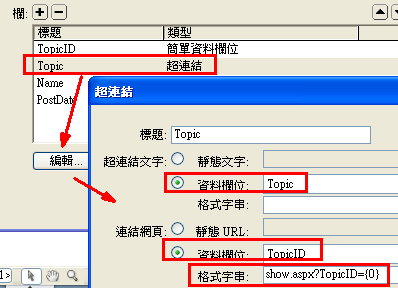 欄:
標題 類型
TopicID 簡單資料欄位
Topic 超連結
Name
PostDate
編輯...
超連結
標題: Topic
超連結文字: 靜態文字:
資料欄位: Topic
格式字串:
連結網頁: 靜態 URL:
資料欄位: TopicID
格式字串: show.aspx?TopicID={0}